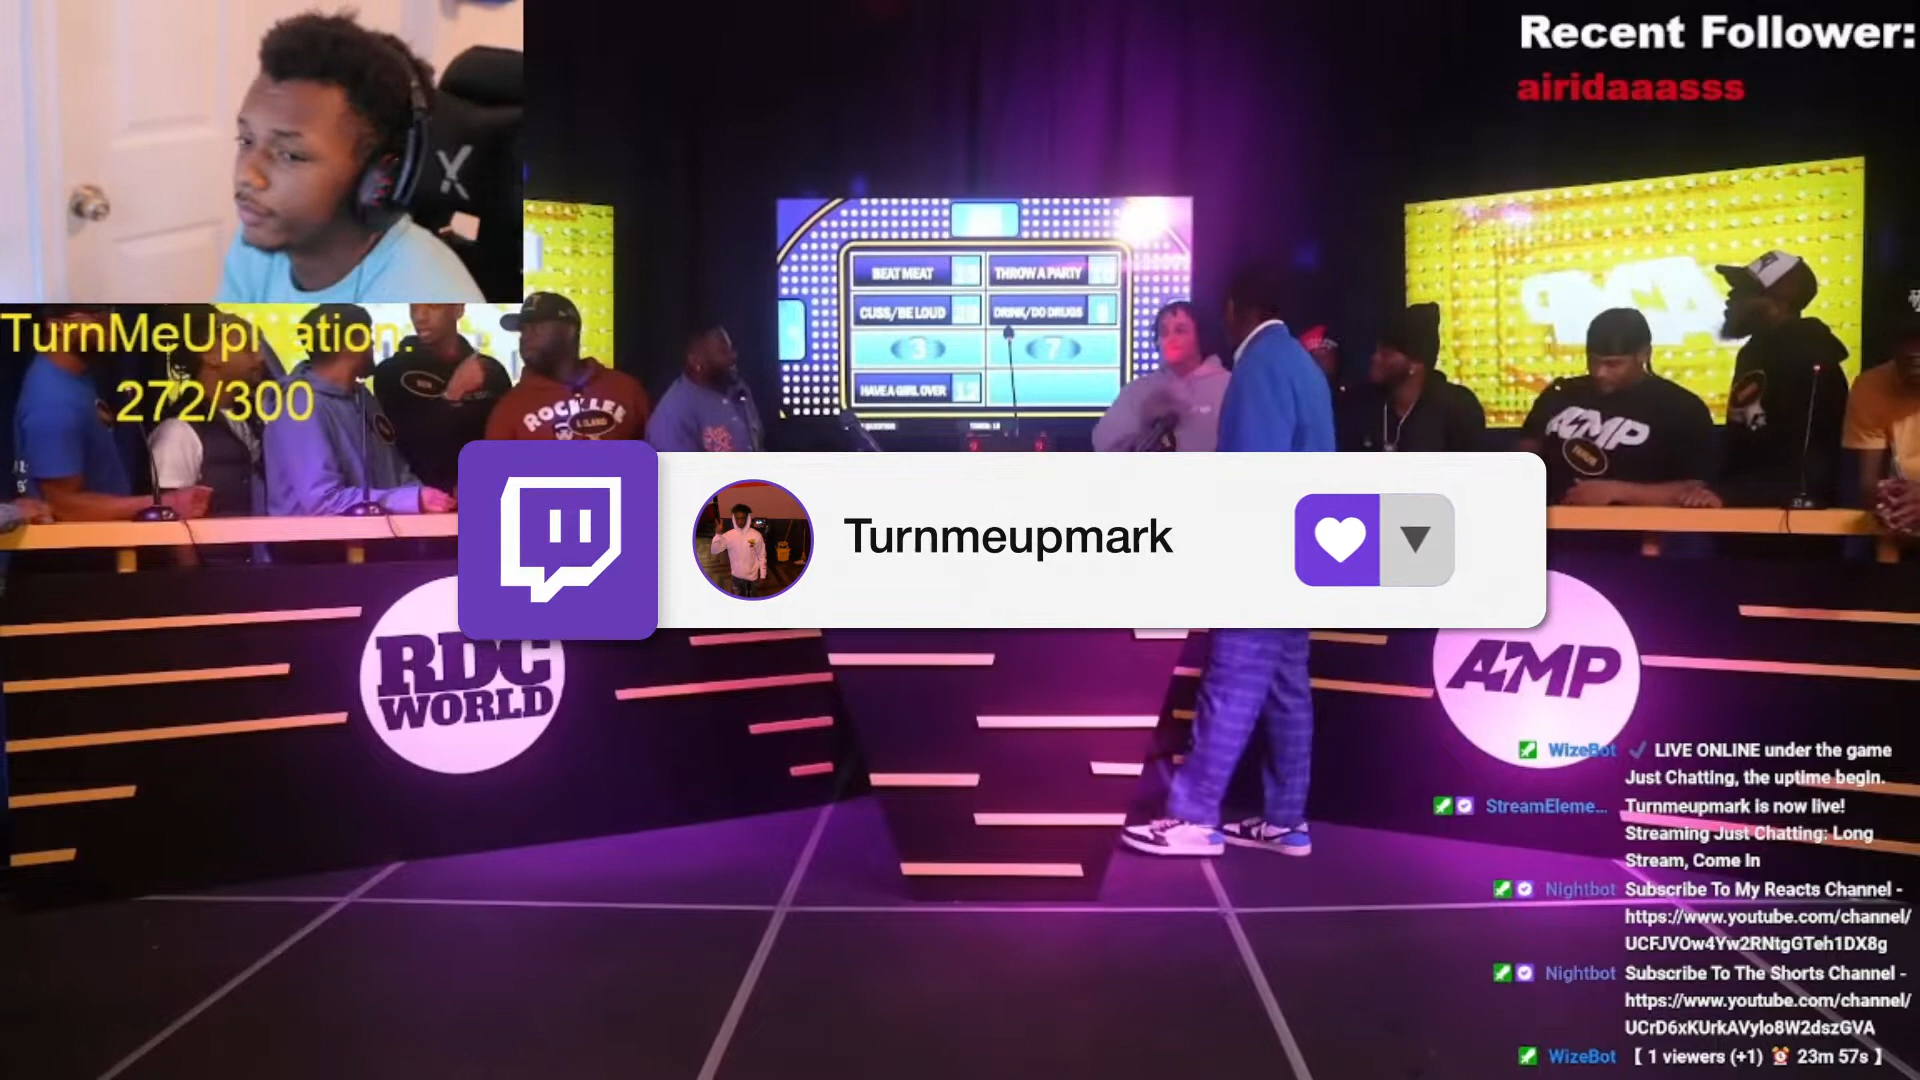 Recent Follower:
airidaaasss
BEAT MEAT
THROW A PARTY
CUSS/BE LOUD
DRINK/DO DRUGS
3
7
HAVE A GIRL OVER
TurnMeUpNation:
272/300
ROCK LEE
AMP
Turnmeupmark
RDC
WORLD
AMP
WizeBot ✓ LIVE ONLINE under the game
Just Chatting, the uptime begin.
StreamEleme... Turnmeupmark is now live!
Streaming Just Chatting: Long
Stream, Come In
Nightbot Subscribe To My Reacts Channel -
https://www.youtube.com/channel/
UCFJVOw4Yw2RNtgGTeh1DX8g
Nightbot Subscribe To The Shorts Channel -
https://www.youtube.com/channel/
UCrD6xKUrkAVylo8W2dszGVA
WizeBot 【 1 viewers (+1) ⏰ 23m 57s 】